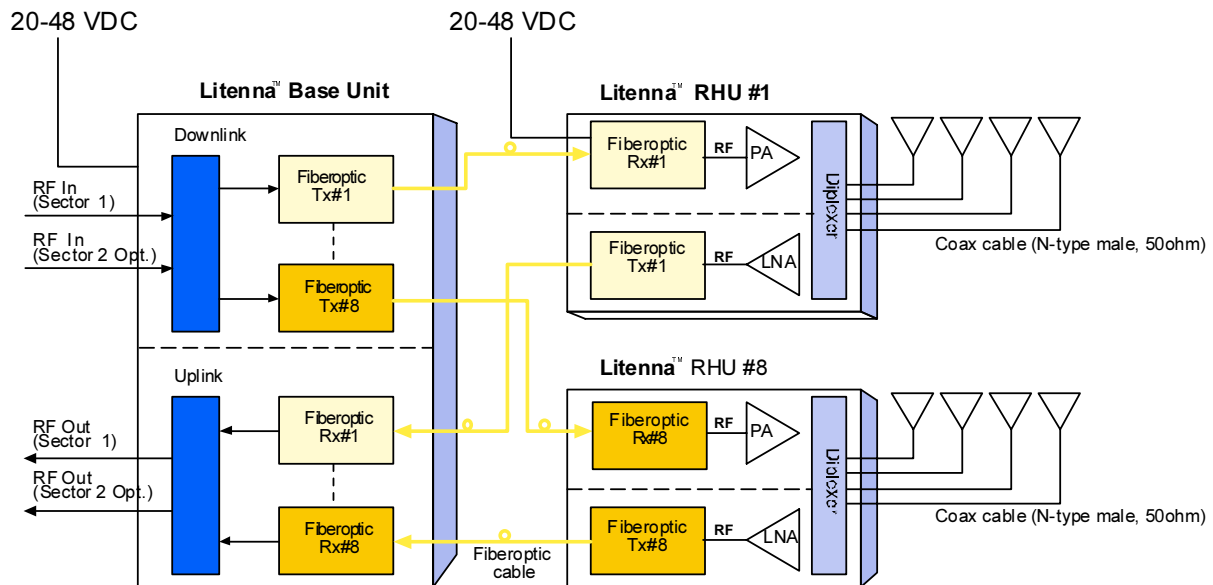 20-48 VDC
20-48 VDC
Litenna™ Base Unit
Litenna™ RHU #1
Downlink
Fiberoptic
Tx#1
Fiberoptic
Rx#1
RF
PA
Diplexer
RF In
(Sector 1)
RF In
(Sector 2 Opt.)
Fiberoptic
Tx#8
Fiberoptic
Tx#1
RF
LNA
Coax cable (N-type male, 50ohm)
Litenna™ RHU #8
Uplink
Fiberoptic
Rx#1
Fiberoptic
Rx#8
RF
PA
Diplexer
RF Out
(Sector 1)
RF Out
(Sector 2 Opt.)
Fiberoptic
Rx#8
Fiberoptic
cable
Fiberoptic
Tx#8
RF
LNA
Coax cable (N-type male, 50ohm)